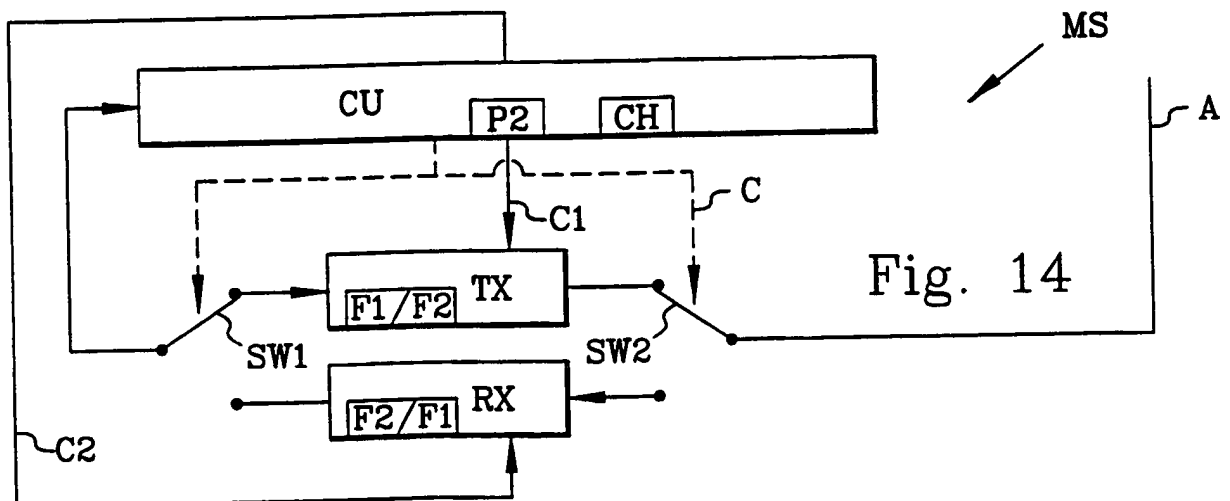 MS
CU
P2
CH
A
C
C1
TX
F1/F2
Fig. 14
SW1
SW2
RX
F2/F1
C2